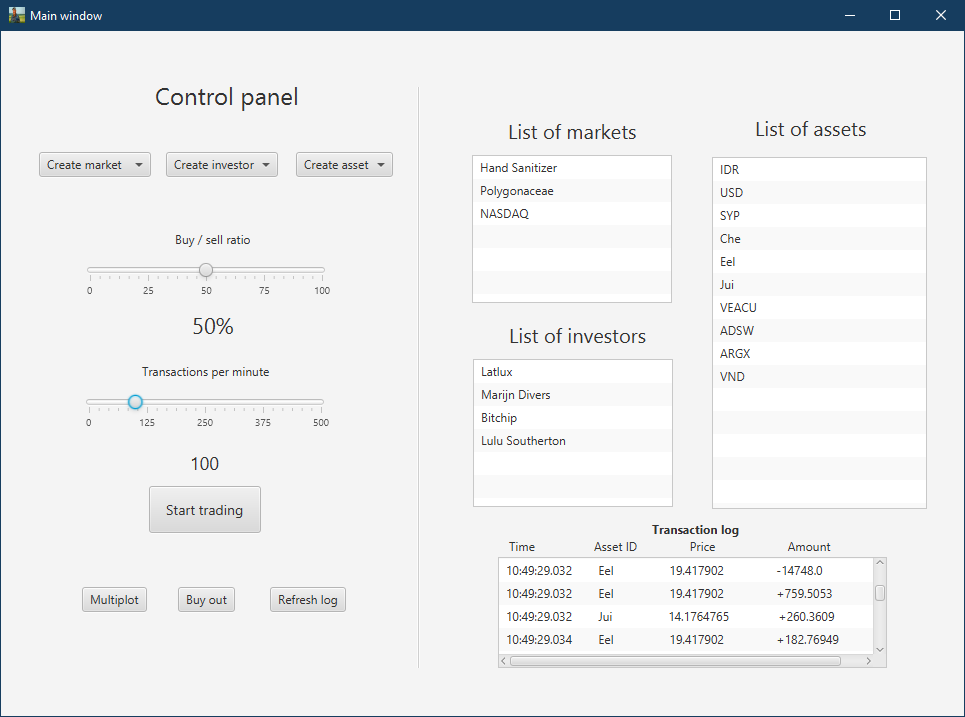 Main window
Control panel
Create market
Create investor
Create asset
Buy / sell ratio
0 25 50 75 100
50%
Transactions per minute
0 125 250 375 500
100
Start trading
Multiplot
Buy out
Refresh log
List of markets
Hand Sanitizer
Polygonaceae
NASDAQ
List of investors
Latlux
Marijn Divers
Bitchip
Lulu Southerton
List of assets
IDR
USD
SYP
Che
Eel
Jui
VEACU
ADSW
ARGX
VND
Transaction log
Time Asset ID Price Amount
10:49:29.032 Eel 19.417902 -14748.0
10:49:29.032 Eel 19.417902 +759.5053
10:49:29.032 Jui 14.1764765 +260.3609
10:49:29.034 Eel 19.417902 +182.76949